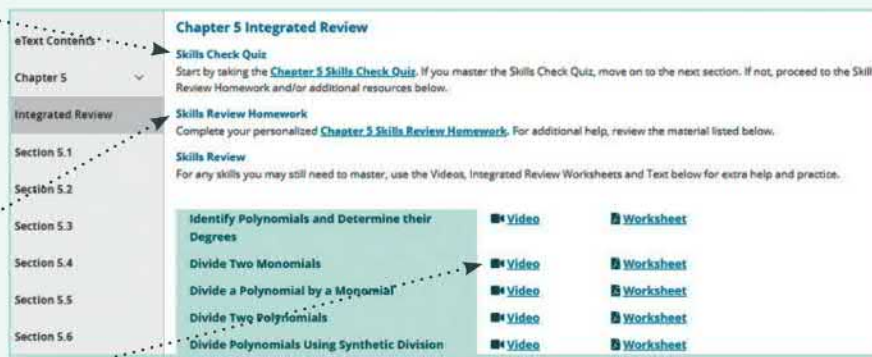 eText Contents
Chapter 5
Integrated Review
Section 5.1
Section 5.2
Section 5.3
Section 5.4
Section 5.5
Section 5.6
Chapter 5 Integrated Review
Skills Check Quiz
Start by taking the Chapter 5 Skills Check Quiz. If you master the Skills Check Quiz, move on to the next section. If not, proceed to the Skill
Review Homework and/or additional resources below.
Skills Review Homework
Complete your personalized Chapter 5 Skills Review Homework. For additional help, review the material listed below.
Skills Review
For any skills you may still need to master, use the Videos, Integrated Review Worksheets and Text below for extra help and practice.
Identify Polynomials and Determine their Video Worksheet
Degrees
Divide Two Monomials Video Worksheet
Divide a Polynomial by a Monomial Video Worksheet
Divide Two Polynomials Video Worksheet
Divide Polynomials Using Synthetic Division Video Worksheet